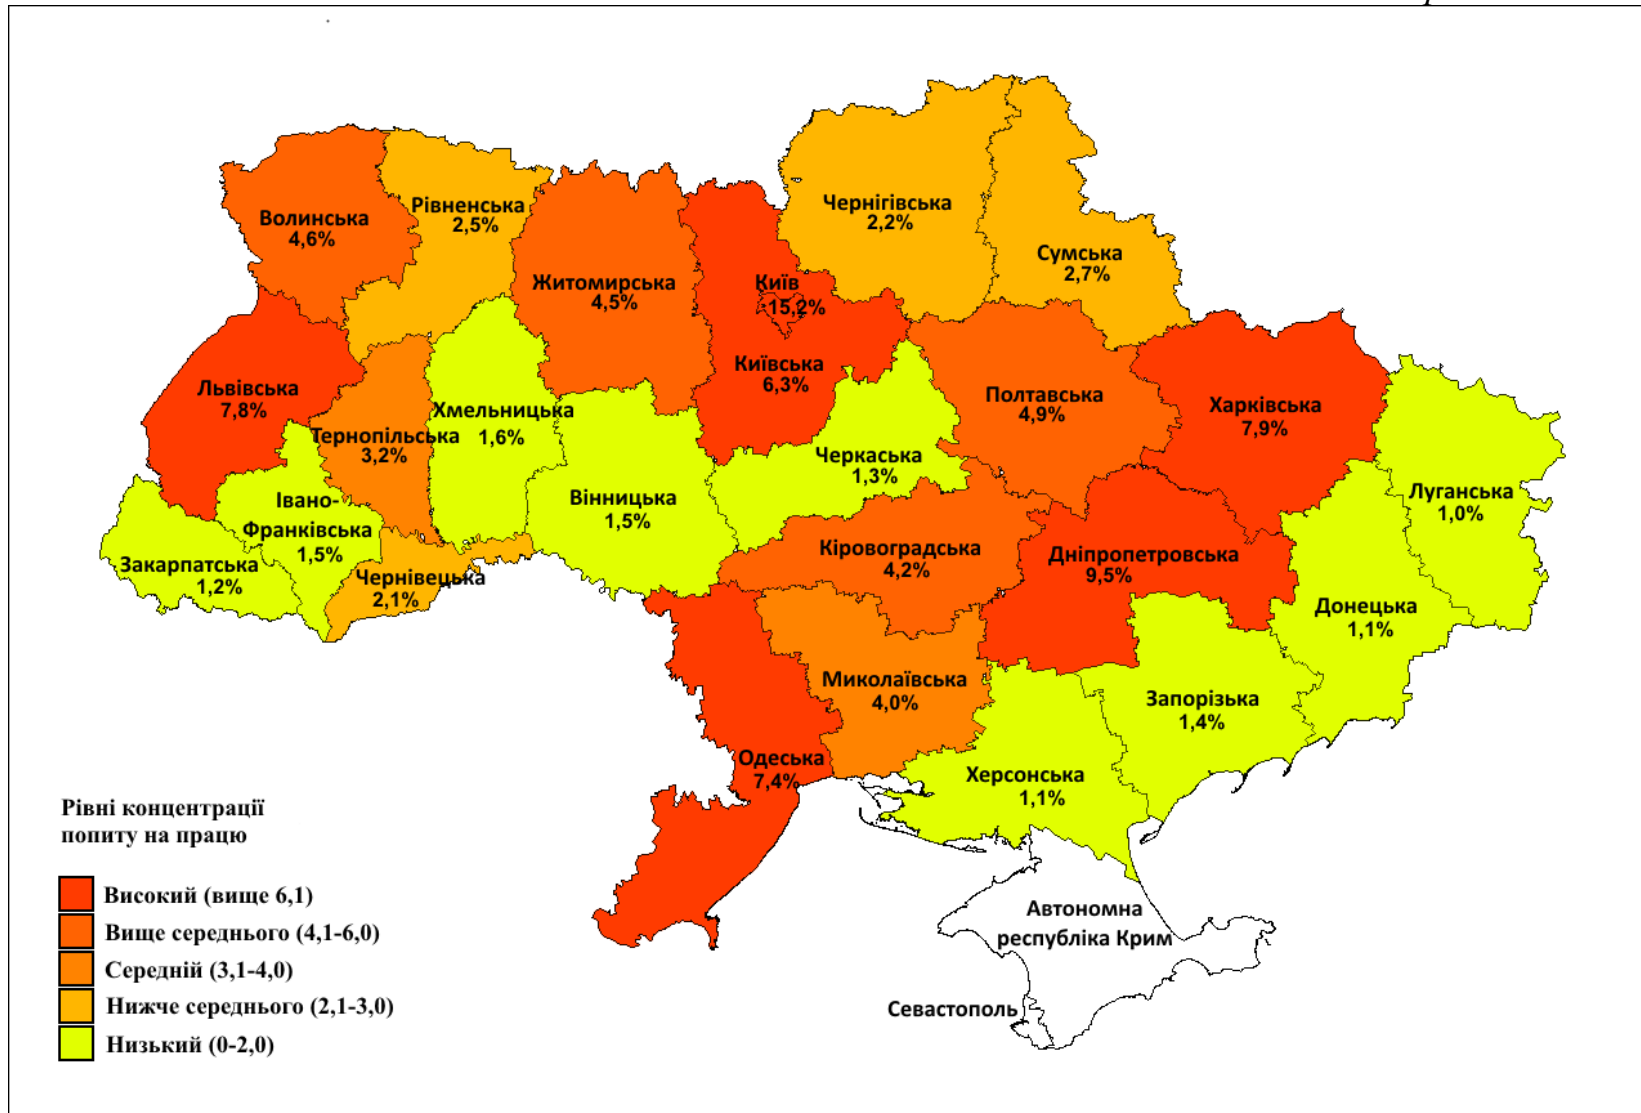 Волинська
4,6%
Рівненська
2,5%
Житомирська
4,5%
Київ
15,2%
Київська
6,3%
Чернігівська
2,2%
Сумська
2,7%
Львівська
7,8%
Тернопільська
3,2%
Хмельницька
1,6%
Вінницька
1,5%
Черкаська
1,3%
Полтавська
4,9%
Харківська
7,9%
Луганська
1,0%
Івано-
Франківська
1,5%
Закарпатська
1,2%
Чернівецька
2,1%
Кіровоградська
4,2%
Дніпропетровська
9,5%
Донецька
1,1%
Миколаївська
4,0%
Запорізька
1,4%
Одеська
7,4%
Херсонська
1,1%
Автономна
республіка Крим
Севастополь
Рівні концентрації
попиту на працю
Високий (вище 6,1)
Вище середнього (4,1-6,0)
Середній (3,1-4,0)
Нижче середнього (2,1-3,0)
Низький (0-2,0)